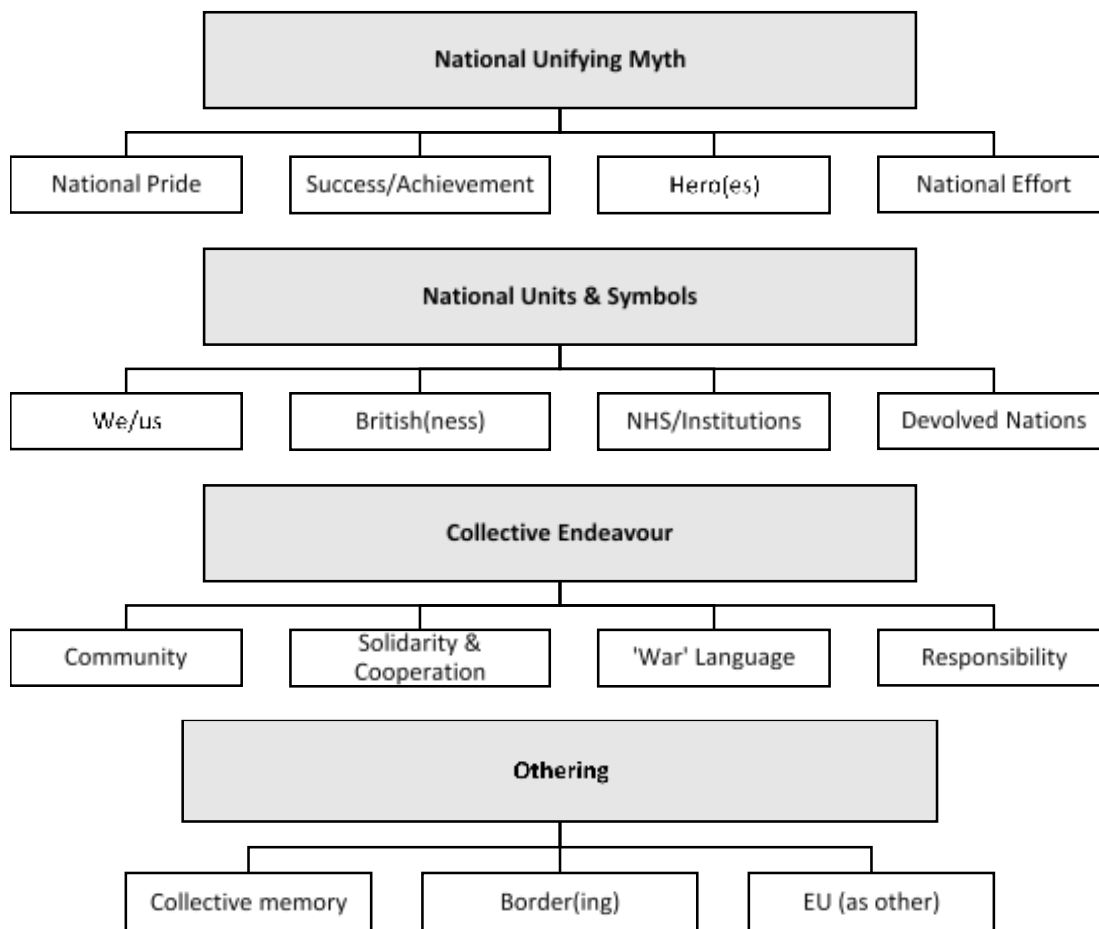 National Unifying Myth
National Pride
Success/Achievement
Hero(es)
National Effort
National Units & Symbols
We/us
British(ness)
NHS/Institutions
Devolved Nations
Collective Endeavour
Community
Solidarity &
Cooperation
'War' Language
Responsibility
Othering
Collective memory
Border(ing)
EU (as other)